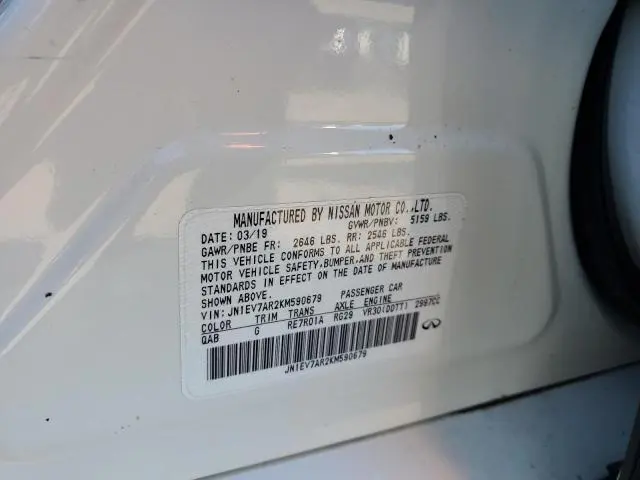 MANUFACTURED BY NISSAN MOTOR CO.,LTD.
DATE: 03/19 GVWR/PNBV: 5159 LBS.
GAWR/PNBE FR: 2646 LBS. RR: 2546 LBS.
THIS VEHICLE CONFORMS TO ALL APPLICABLE FEDERAL
MOTOR VEHICLE SAFETY, BUMPER, AND THEFT PREVENTION
STANDARDS IN EFFECT ON THE DATE OF MANUFACTURE
SHOWN ABOVE.
VIN: JN1EV7AR2KM590679 PASSENGER CAR
COLOR TRIM TRANS AXLE ENGINE
QAB G RE7R01A RG29 VR30(DDTT) 2997CC
JN1EV7AR2KM590679